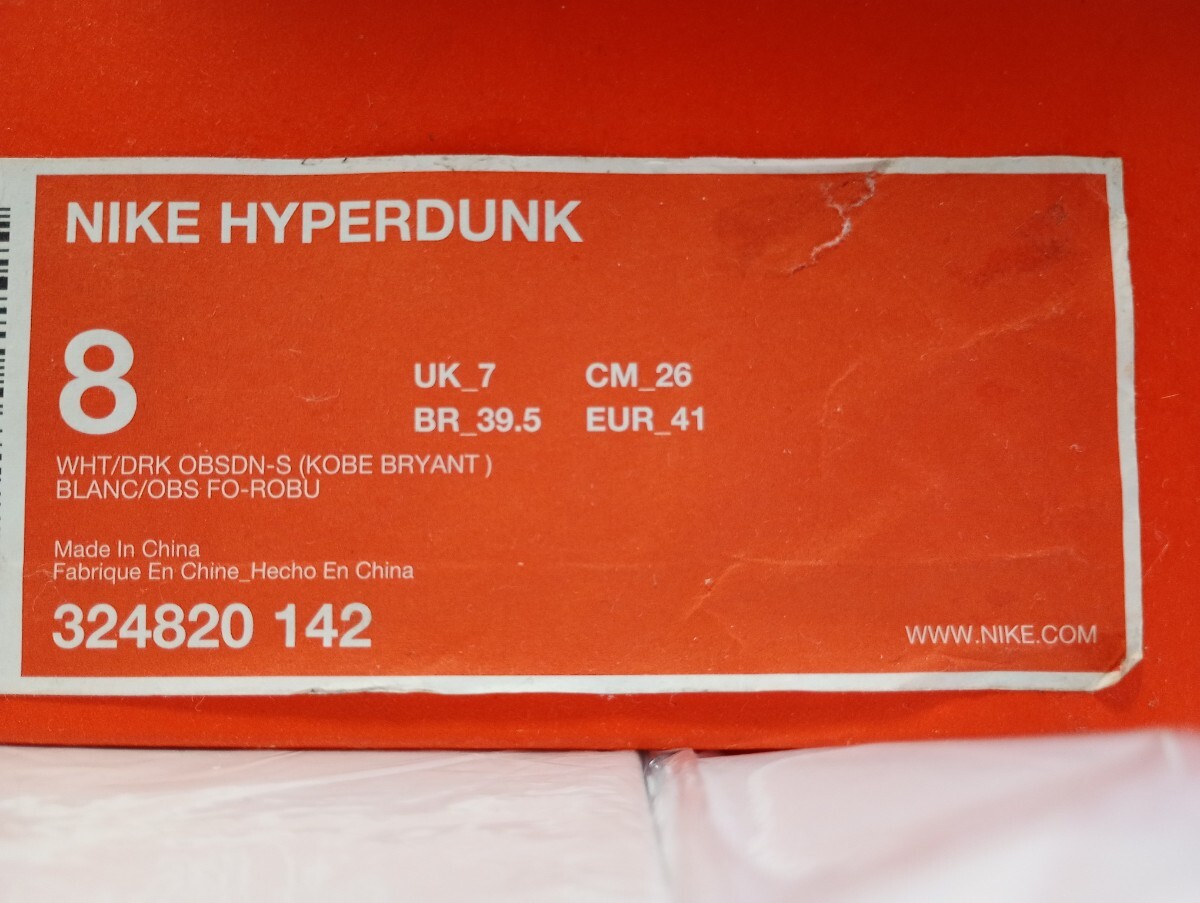 NIKE HYPERDUNK
8
UK_7 CM_26
BR_39.5 EUR_41
WHT/DRK OBSDN-S (KOBE BRYANT )
BLANC/OBS FO-ROBU
Made In China
Fabrique En Chine_Hecho En China
324820 142
WWW.NIKE.COM